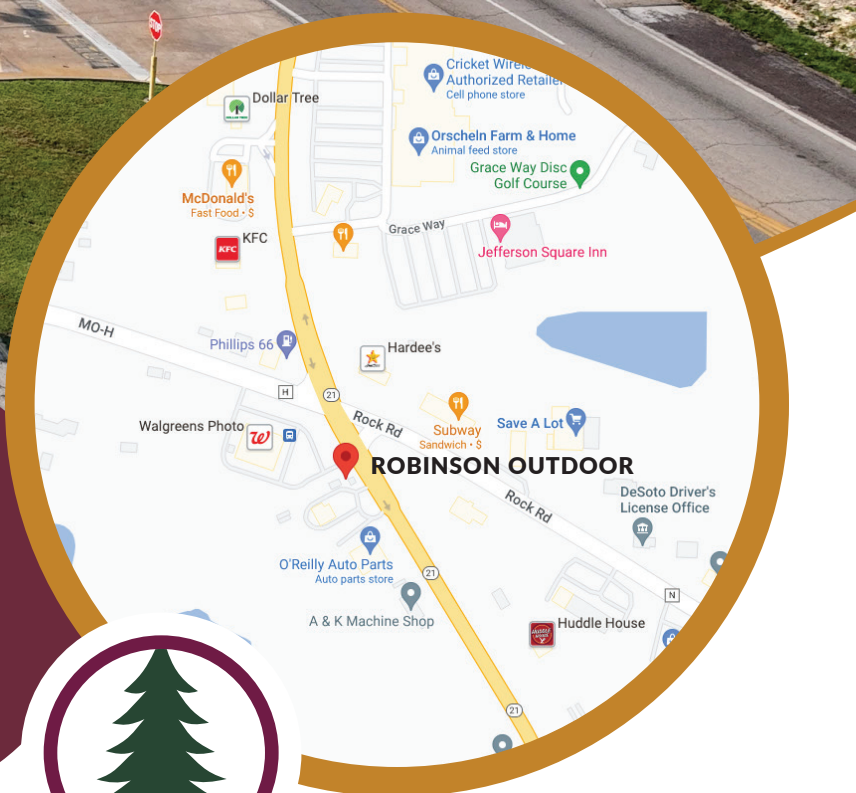 STOP
Cricket Wirele
Authorized Retailer
Cell phone store
Dollar Tree
Orscheln Farm & Home
Animal feed store
Grace Way Disc
Golf Course
McDonald's
Fast Food • $
Grace Way
KFC
KFC
Jefferson Square Inn
MO-H
Phillips 66
Hardee's
H
21
Rock Rd
Walgreens Photo
W
Subway
Sandwich • $
Save A Lot
ROBINSON OUTDOOR
Rock Rd
DeSoto Driver's
License Office
O'Reilly Auto Parts
Auto parts store
21
A & K Machine Shop
N
Huddle House
21